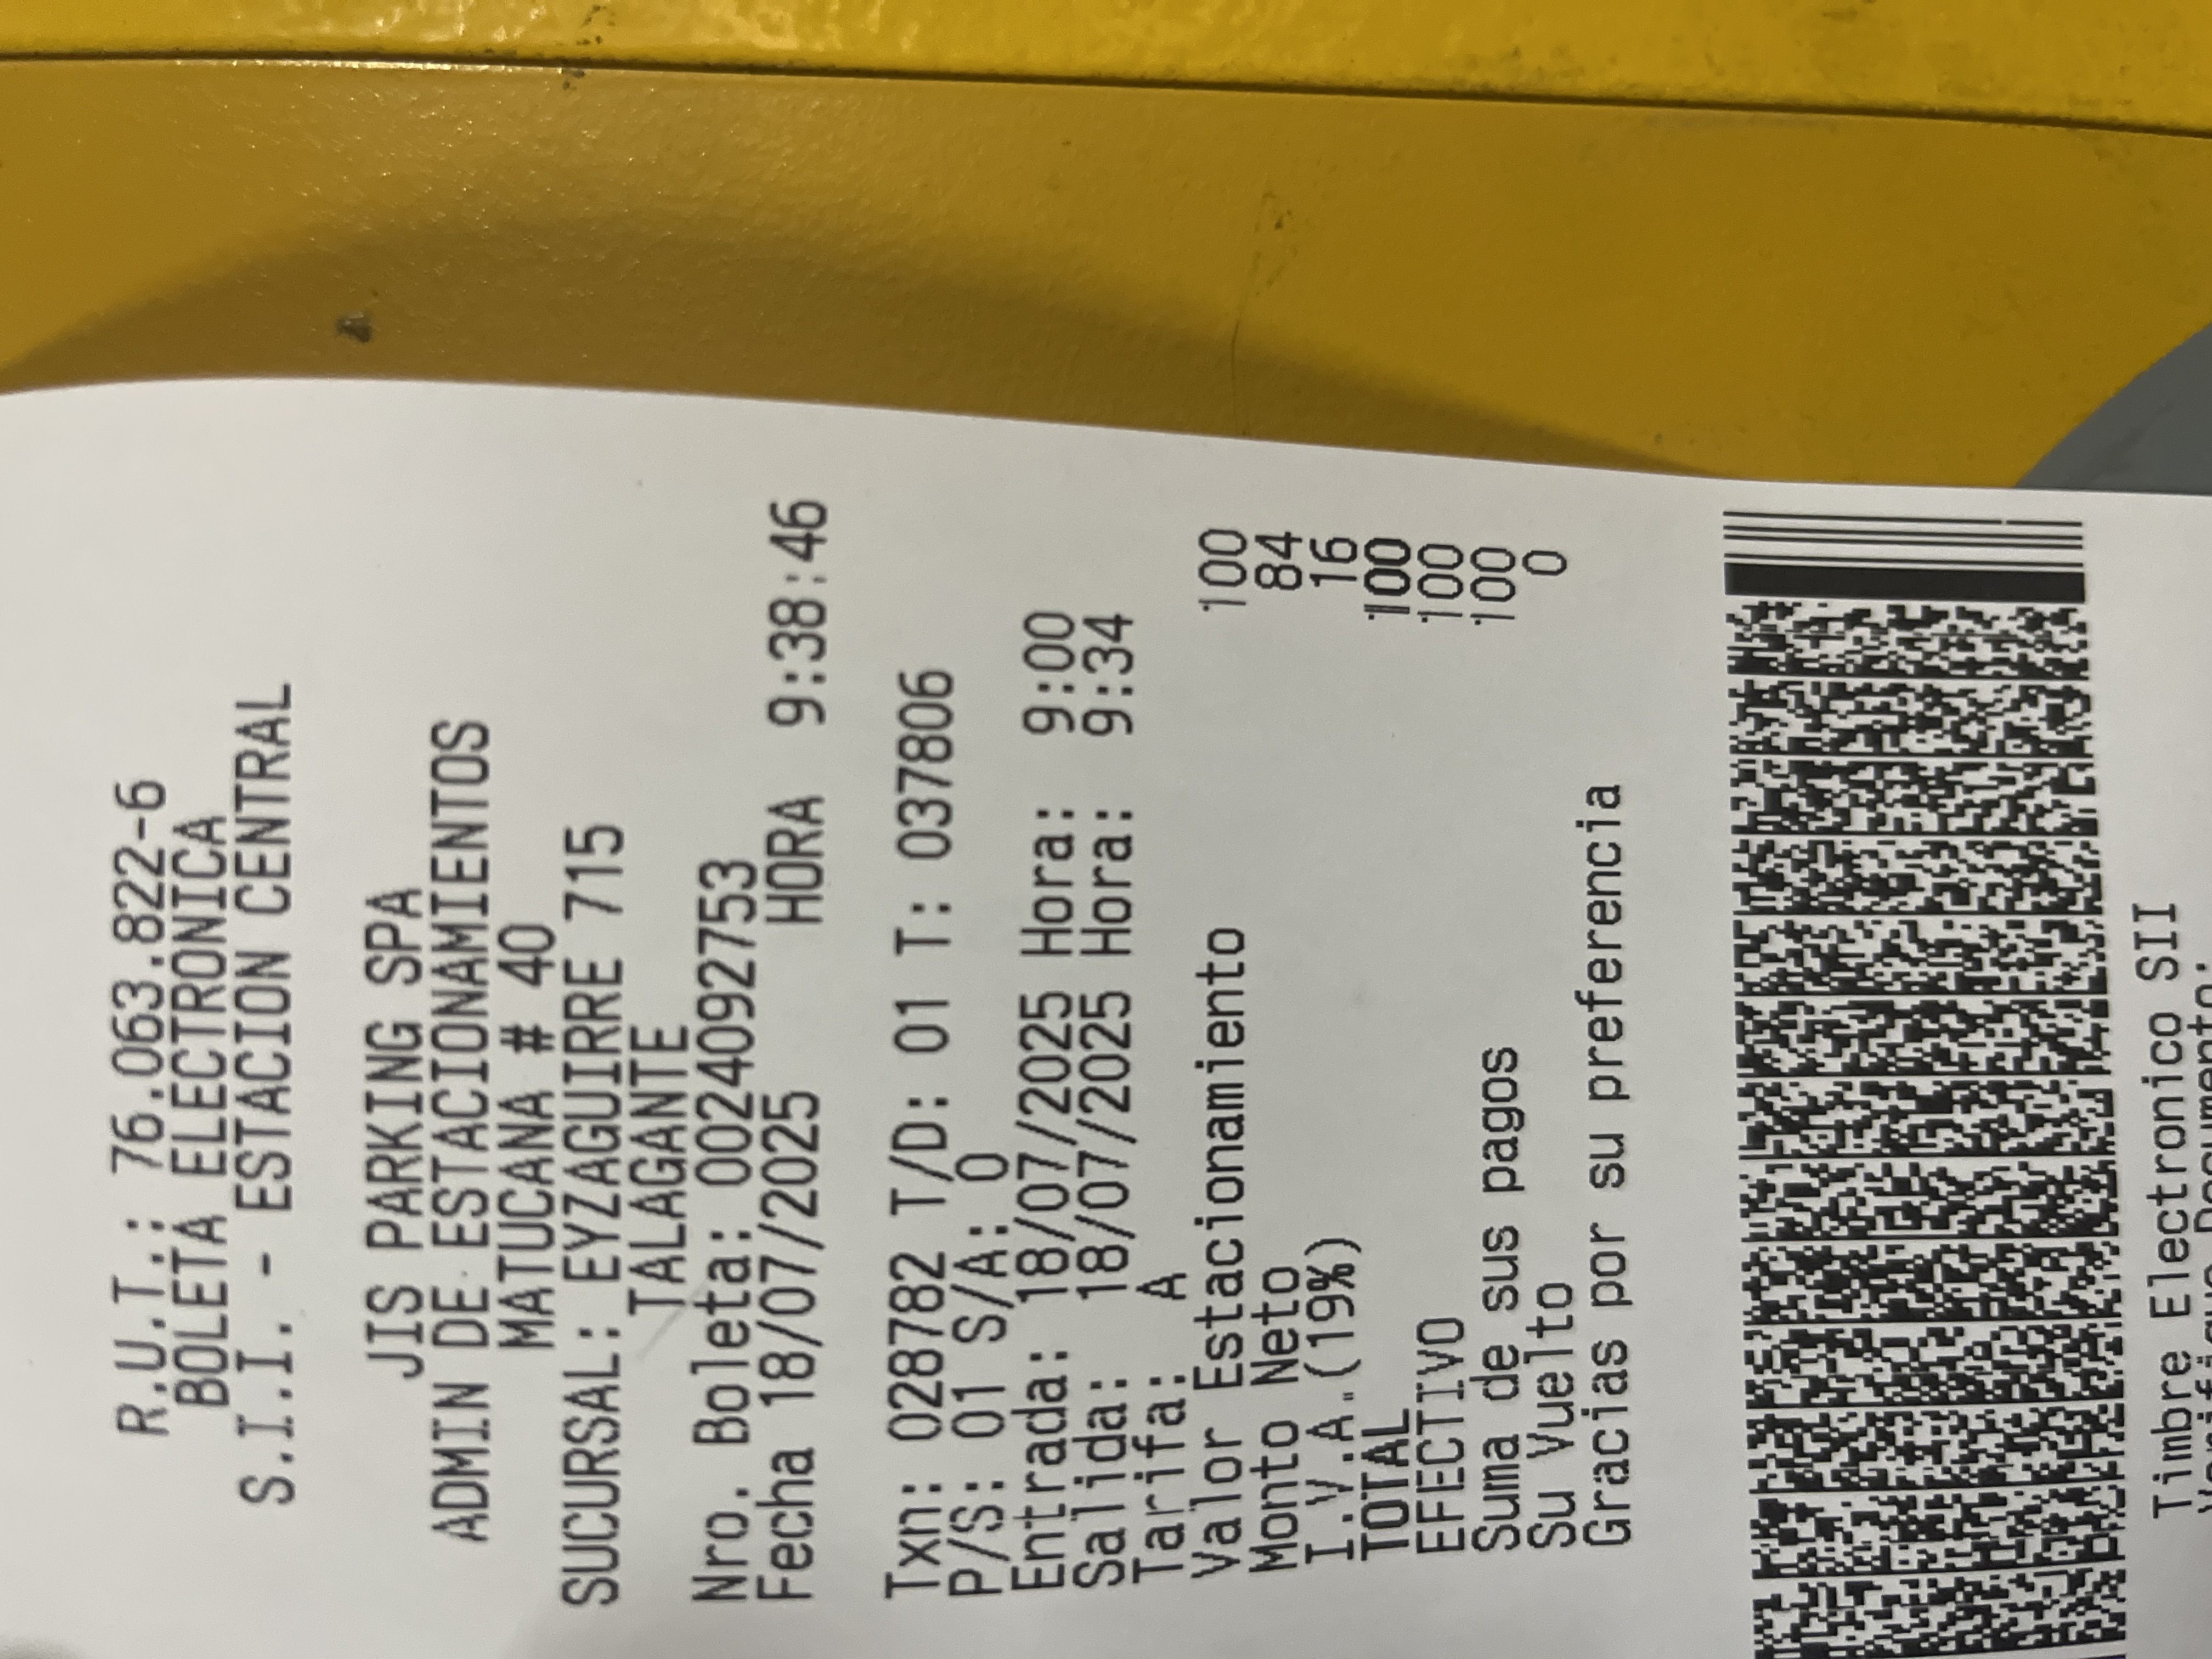 R.U.T.: 76.063.822-6
BOLETA ELECTRONICA
S.I.I. - ESTACION CENTRAL
JIS PARKING SPA
ADMIN DE ESTACIONAMIENTOS
MATUCANA # 40
SUCURSAL: EYZAGUIRRE 715
TALAGANTE
Nro. Boleta: 0024092753
Fecha 18/07/2025 HORA 9:38:46
Txn: 028782 T/D: 01 T: 037806
P/S: 01 S/A: 0
Entrada: 18/07/2025 Hora: 9:00
Salida: 18/07/2025 Hora: 9:34
Tarifa: A
Valor Estacionamiento 100
Monto Neto 84
I.V.A.(19%) 16
TOTAL 100
EFECTIVO 100
Suma de sus pagos 100
Su Vuelto 0
Gracias por su preferencia
Timbre Electronico SII